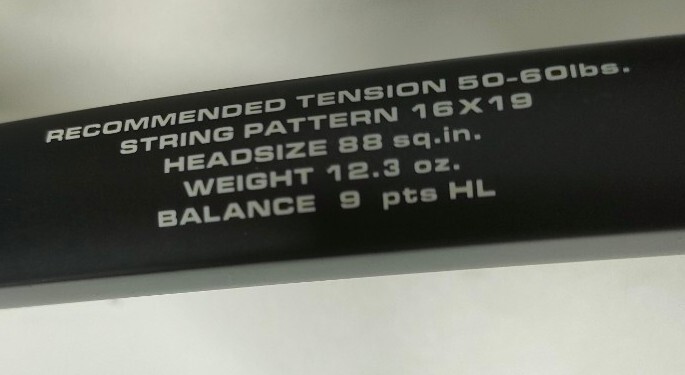 RECOMMENDED TENSION 50-60lbs.
STRING PATTERN 16X19
HEADSIZE 88 sq.in.
WEIGHT 12.3 oz.
BALANCE 9 pts HL